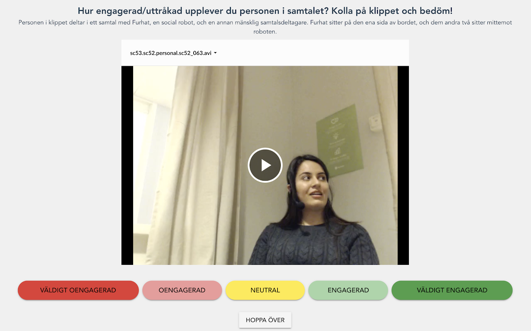 Hur engagerad/uttråkad upplever du personen i samtalet? Kolla på klippet och bedöm!
Personen i klippet deltar i ett samtal med Furhat, en social robot, och en annan mänsklig samtalsdeltagare. Furhat sitter på den ena sida av bordet, och dem andra två sitter mittemot
roboten.
sc53.sc52.personal.sc52_063.avi
VÄLDIGT OENGAGERAD
OENGAGERAD
NEUTRAL
ENGAGERAD
VÄLDIGT ENGAGERAD
HOPPA ÖVER